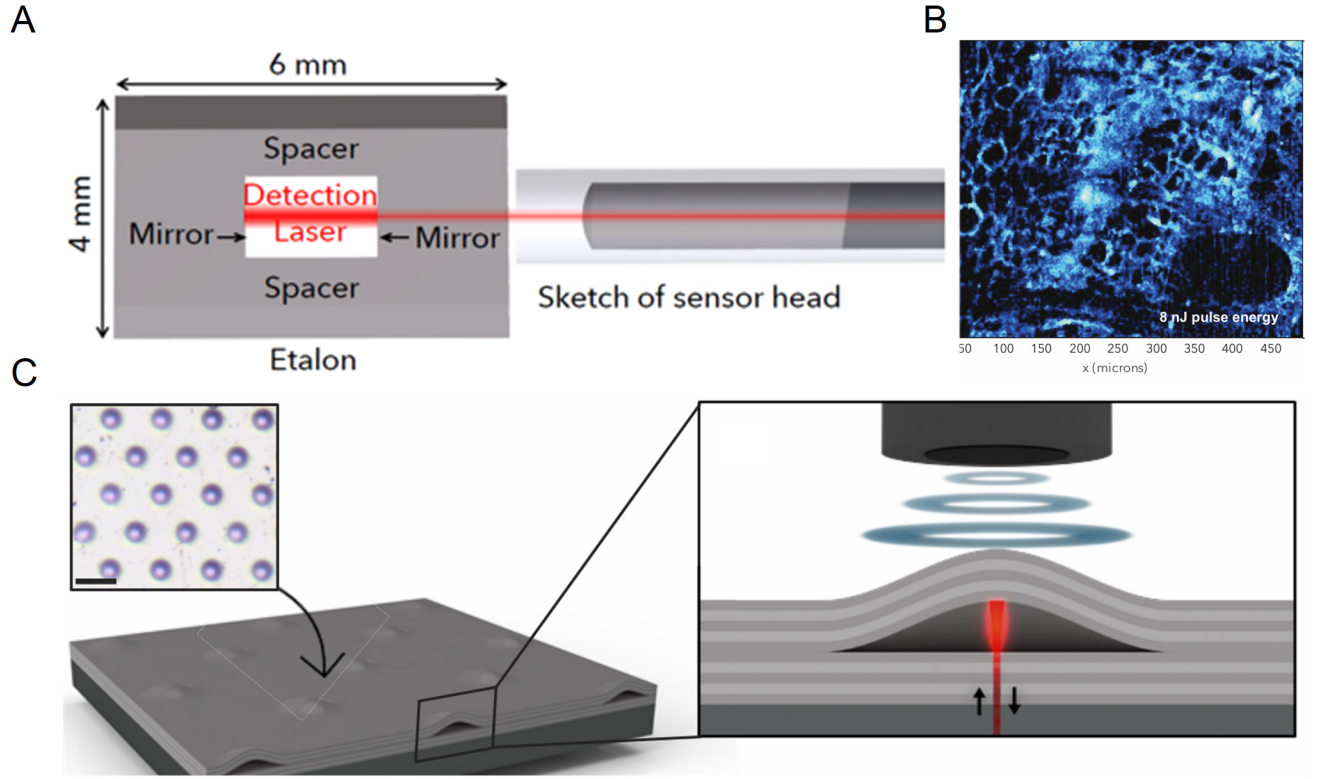 A
6 mm
4 mm
Spacer
Detection
Laser
Mirror
Mirror
Spacer
Etalon
Sketch of sensor head
B
8 nJ pulse energy
50 100 150 200 250 300 350 400 450
x (microns)
C